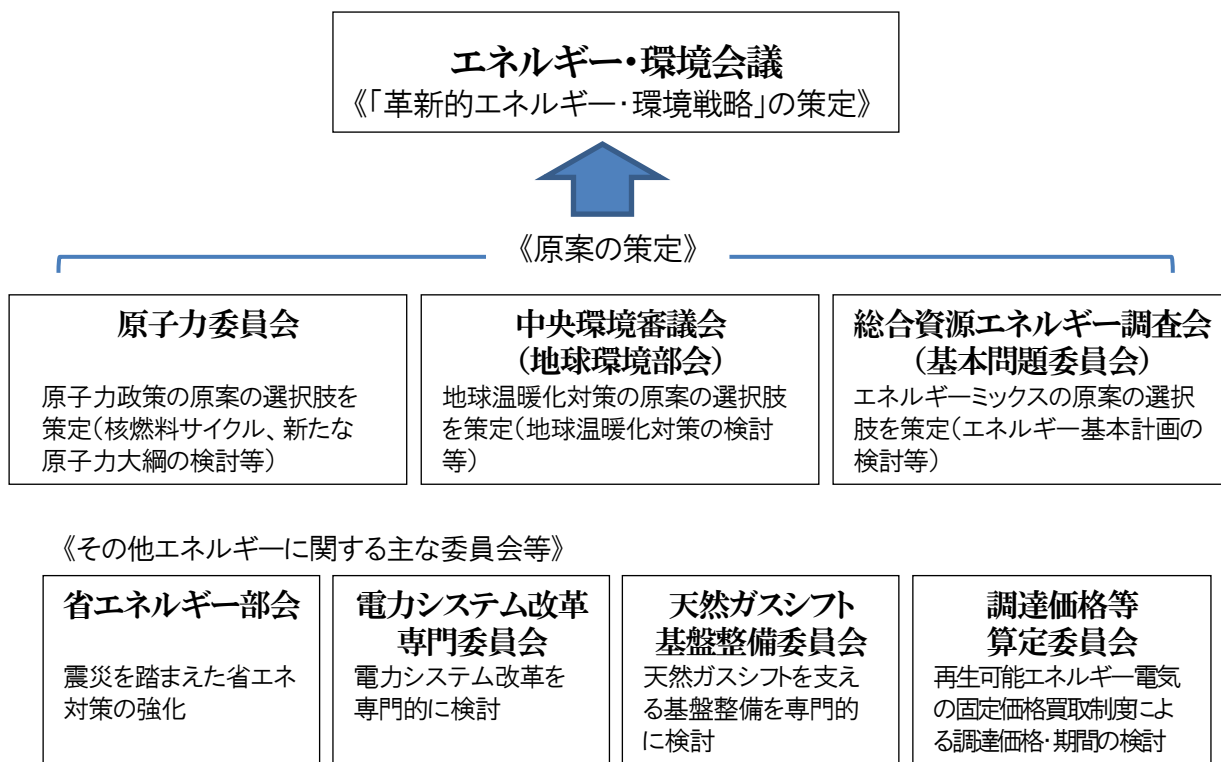 エネルギー・環境会議
《「革新的エネルギー・環境戦略」の策定》
《原案の策定》
原子力委員会
原子力政策の原案の選択肢を
策定(核燃料サイクル、新たな
原子力大綱の検討等)
中央環境審議会
(地球環境部会)
地球温暖化対策の原案の選択肢
を策定(地球温暖化対策の検討
等)
総合資源エネルギー調査会
(基本問題委員会)
エネルギーミックスの原案の選択
肢を策定(エネルギー基本計画の
検討等)
《その他エネルギーに関する主な委員会等》
省エネルギー部会
震災を踏まえた省エネ
対策の強化
電力システム改革
専門委員会
電力システム改革を
専門的に検討
天然ガスシフト
基盤整備委員会
天然ガスシフトを支え
る基盤整備を専門的
に検討
調達価格等
算定委員会
再生可能エネルギー電気
の固定価格買取制度によ
る調達価格・期間の検討